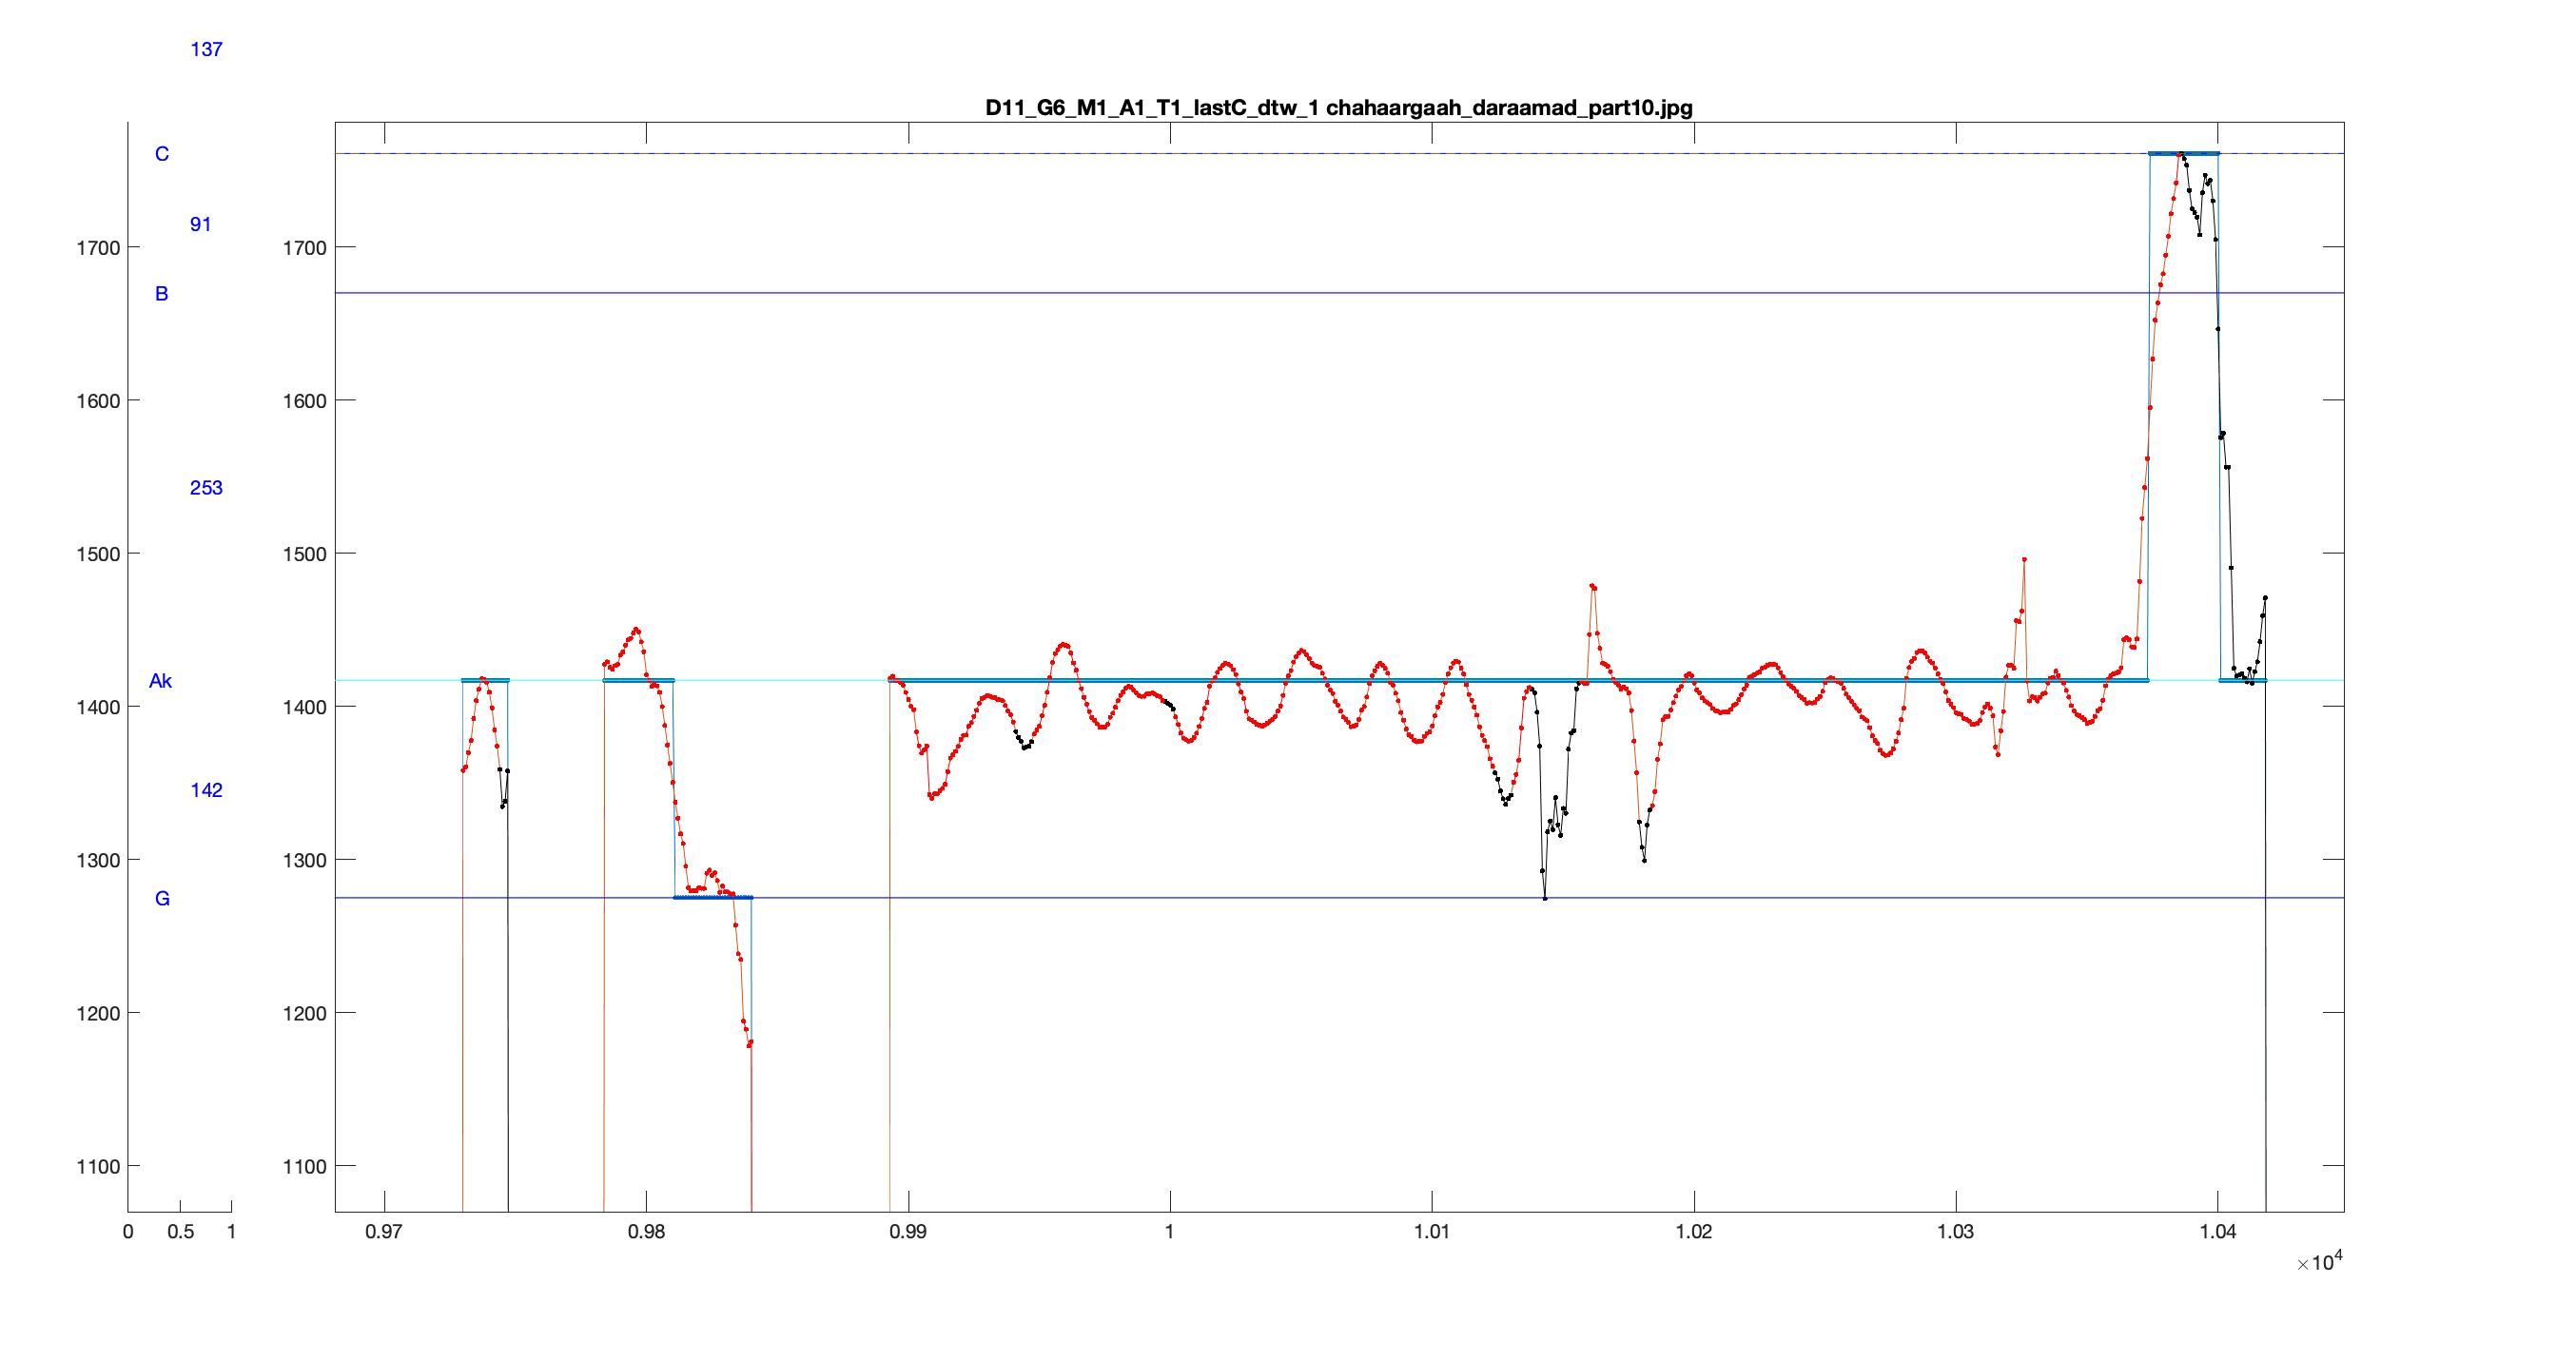 137
D11_G6_M1_A1_T1_lastC_dtw_1 chahaargaah_daraamad_part10.jpg
C
91
1700 1700
B
1600 1600
253
1500 1500
Ak
1400 1400
142
1300 1300
G
1200 1200
1100 1100
0 0.5 1 0.97 0.98 0.99 1 1.01 1.02 1.03 1.04
×10⁴